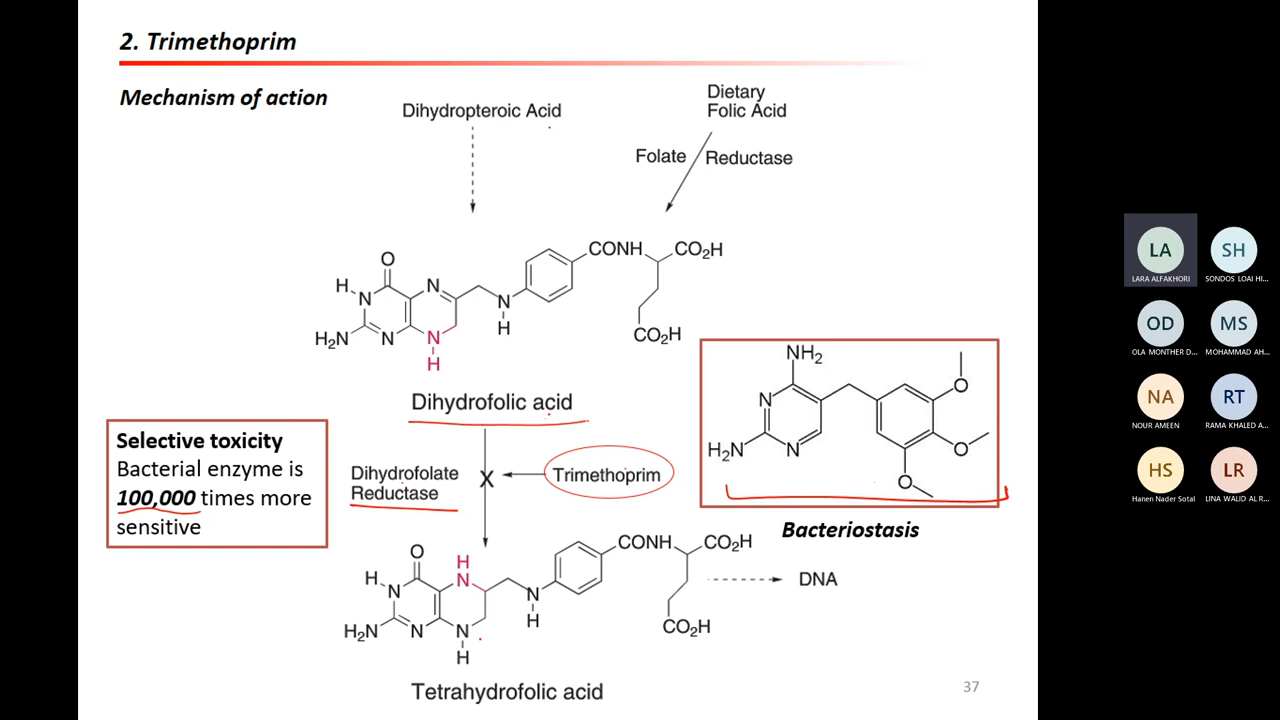 2. Trimethoprim
Mechanism of action
Dihydropteroic Acid
Dietary
Folic Acid
Folate Reductase
O
H
N
N
H₂N
N
N
H
N
H
CONH
CO₂H
CO₂H
Dihydrofolic acid
Selective toxicity
Bacterial enzyme is
100,000 times more
sensitive
Dihydrofolate
Reductase
X
Trimethoprim
NH₂
N
H₂N
N
O
O
O
Bacteriostasis
O
H
N
H
N
H₂N
N
N
H
N
H
CONH
CO₂H
CO₂H
DNA
Tetrahydrofolic acid
37
LA
LARA ALFAKHORI
SH
SONDOS LOAI HI...
OD
OLA MONTHER D...
MS
MOHAMMAD AH...
NA
NOUR AMEEN
RT
RAMA KHALED A...
HS
Hanen Nader Sotal
LR
LINA WALID AL R...